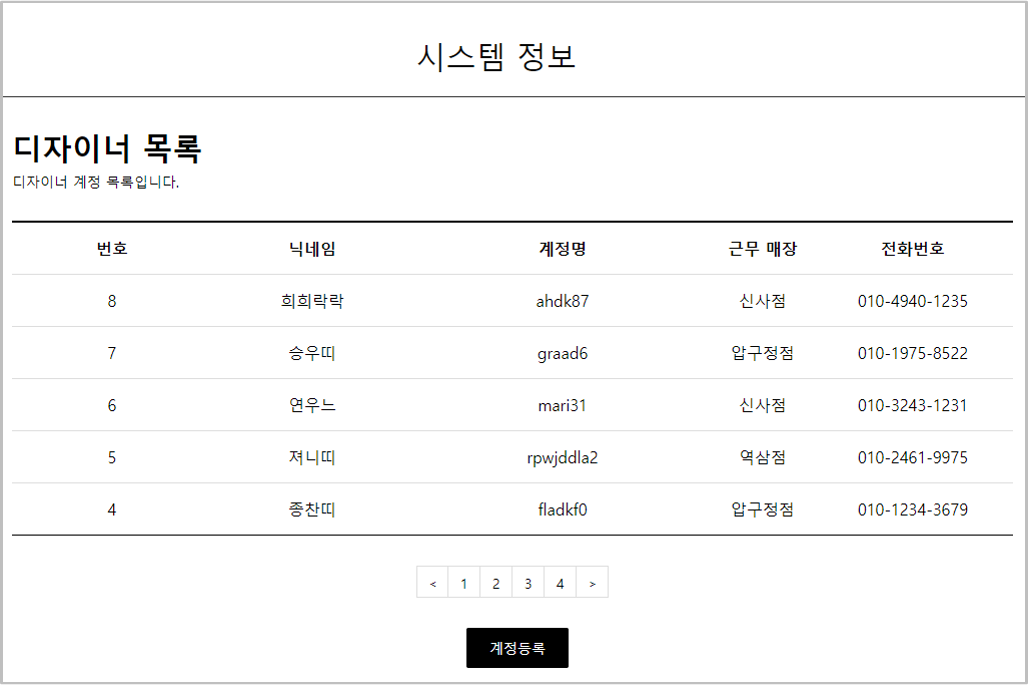 시스템 정보
디자이너 목록
디자이너 계정 목록입니다.
번호 닉네임 계정명 근무 매장 전화번호
8 희희락락 ahdk87 신사점 010-4940-1235
7 승우띠 graad6 압구정점 010-1975-8522
6 연우느 mari31 신사점 010-3243-1231
5 져니띠 rpwjddla2 역삼점 010-2461-9975
4 종찬띠 fladkf0 압구정점 010-1234-3679
< 1 2 3 4 >
계정등록